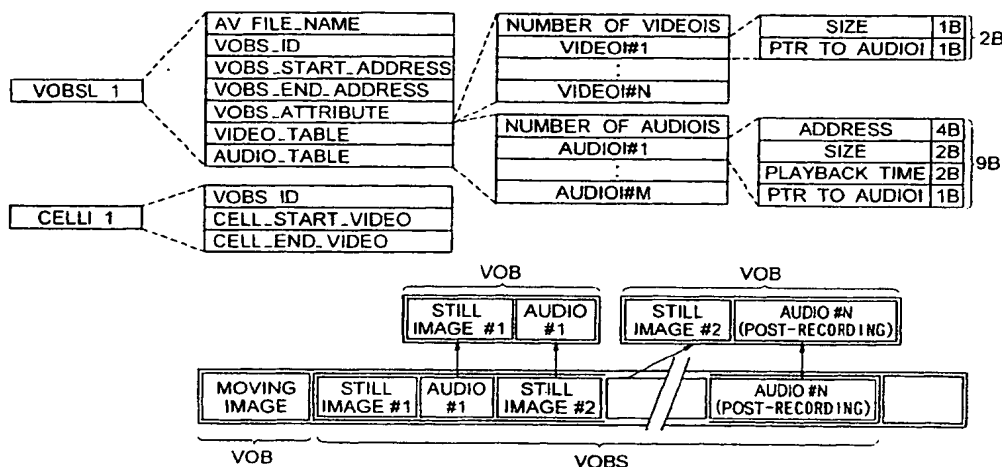 VOBSL 1
AV FILE_NAME
VOBS_ID
VOBS_START_ADDRESS
VOBS_END_ADDRESS
VOBS_ATTRIBUTE
VIDEO_TABLE
AUDIO_TABLE
NUMBER OF VIDEOIS
VIDEOI#1
:
VIDEOI#N
SIZE 1B
PTR TO AUDIOI 1B
2B
NUMBER OF AUDIOIS
AUDIOI#1
:
AUDIOI#M
ADDRESS 4B
SIZE 2B
PLAYBACK TIME 2B
PTR TO AUDIOI 1B
9B
CELLI 1
VOBS ID
CELL_START_VIDEO
CELL_END_VIDEO
VOB
VOB
STILL IMAGE #1
AUDIO #1
STILL IMAGE #2
AUDIO #N (POST-RECORDING)
MOVING IMAGE
STILL IMAGE #1
AUDIO #1
STILL IMAGE #2
AUDIO #N (POST-RECORDING)
VOB
VOBS